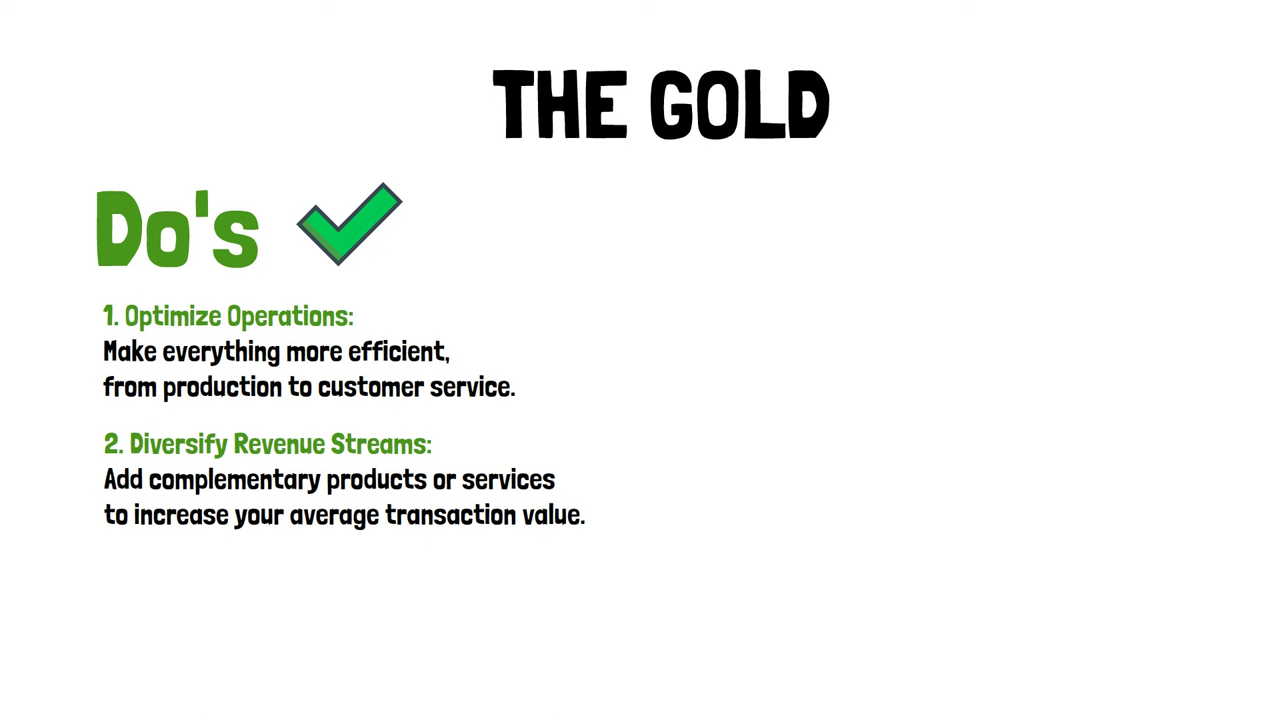 THE GOLD
Do's
1. Optimize Operations:
Make everything more efficient,
from production to customer service.
2. Diversify Revenue Streams:
Add complementary products or services
to increase your average transaction value.